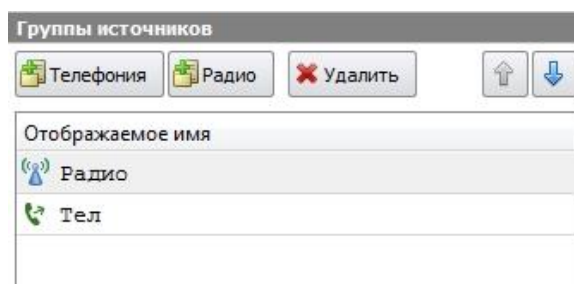 Группы источников
Телефония Радио Удалить
Отображаемое имя
Радио
Тел